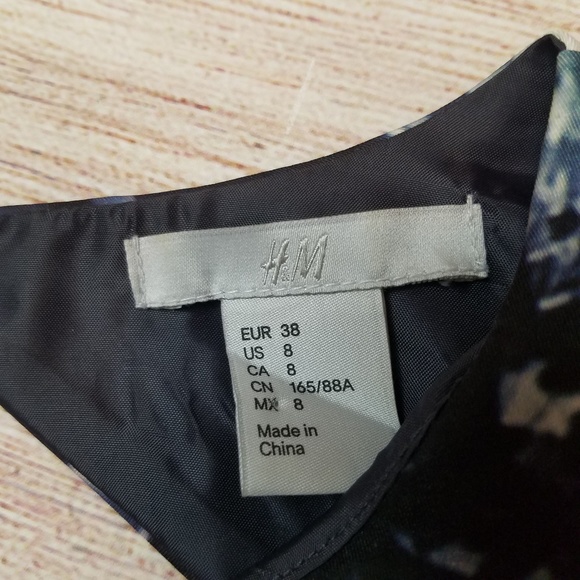 H&M
EUR 38
US 8
CA 8
CN 165/88A
MX 8
Made in
China